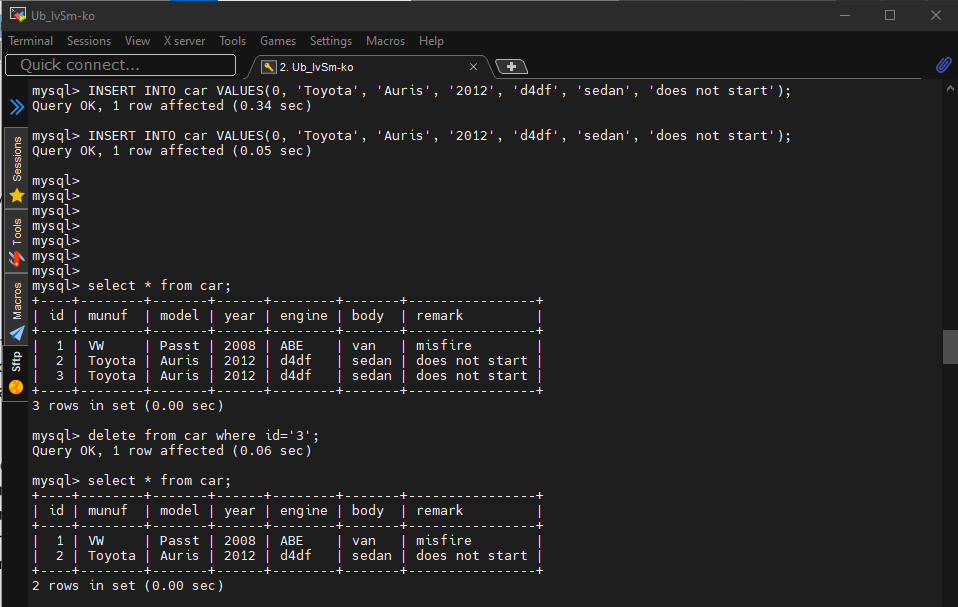 Ub_lvSm-ko
Terminal Sessions View X server Tools Games Settings Macros Help
Quick connect...
2. Ub_lvSm-ko
Sessions
Tools
Macros
Sftp
mysql> INSERT INTO car VALUES(0, 'Toyota', 'Auris', '2012', 'd4df', 'sedan', 'does not start');
Query OK, 1 row affected (0.34 sec)
mysql> INSERT INTO car VALUES(0, 'Toyota', 'Auris', '2012', 'd4df', 'sedan', 'does not start');
Query OK, 1 row affected (0.05 sec)
mysql>
mysql>
mysql>
mysql>
mysql>
mysql>
mysql>
mysql> select * from car;
+----+--------+-------+------+--------+-------+----------------+
| id | munuf  | model | year | engine | body  | remark         |
+----+--------+-------+------+--------+-------+----------------+
|  1 | VW     | Passt | 2008 | ABE    | van   | misfire        |
|  2 | Toyota | Auris | 2012 | d4df   | sedan | does not start |
|  3 | Toyota | Auris | 2012 | d4df   | sedan | does not start |
+----+--------+-------+------+--------+-------+----------------+
3 rows in set (0.00 sec)
mysql> delete from car where id='3';
Query OK, 1 row affected (0.06 sec)
mysql> select * from car;
+----+--------+-------+------+--------+-------+----------------+
| id | munuf  | model | year | engine | body  | remark         |
+----+--------+-------+------+--------+-------+----------------+
|  1 | VW     | Passt | 2008 | ABE    | van   | misfire        |
|  2 | Toyota | Auris | 2012 | d4df   | sedan | does not start |
+----+--------+-------+------+--------+-------+----------------+
2 rows in set (0.00 sec)